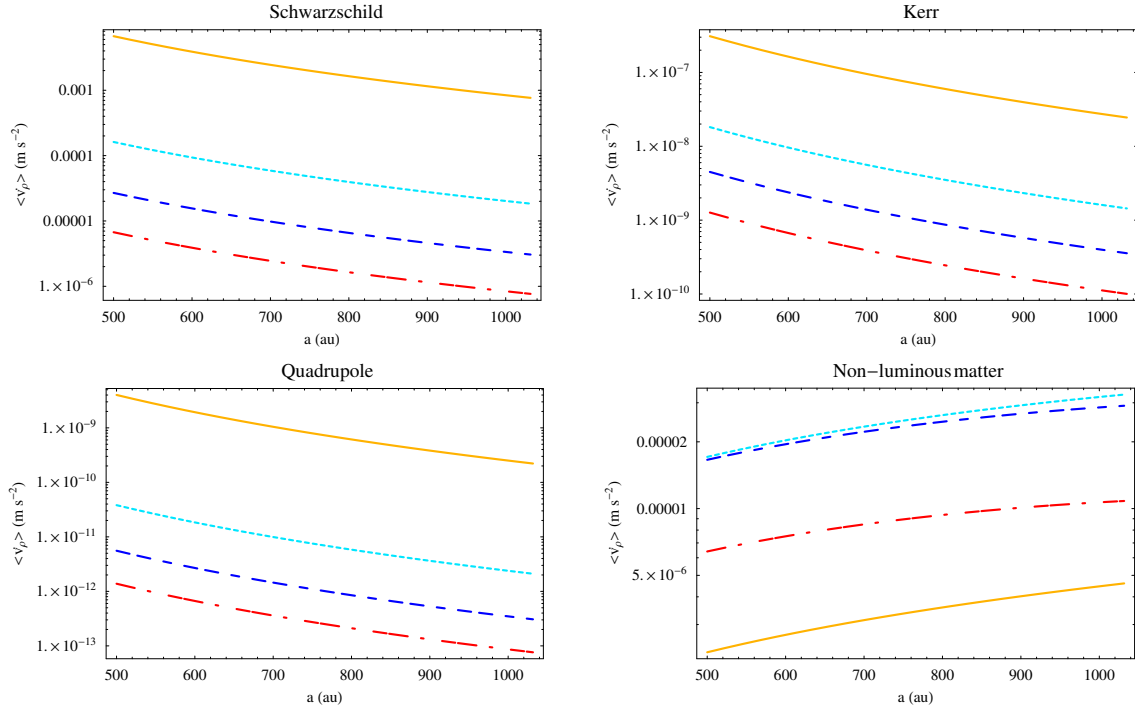 Schwarzschild
<v̇ρ> (m s⁻²)
0.001
0.0001
0.00001
1.×10⁻⁶
500 600 700 800 900 1000
a (au)
Kerr
<v̇ρ> (m s⁻²)
1.×10⁻⁷
1.×10⁻⁸
1.×10⁻⁹
1.×10⁻¹⁰
500 600 700 800 900 1000
a (au)
Quadrupole
<v̇ρ> (m s⁻²)
1.×10⁻⁹
1.×10⁻¹⁰
1.×10⁻¹¹
1.×10⁻¹²
1.×10⁻¹³
500 600 700 800 900 1000
a (au)
Non−luminous matter
<v̇ρ> (m s⁻²)
0.00002
0.00001
5.×10⁻⁶
500 600 700 800 900 1000
a (au)